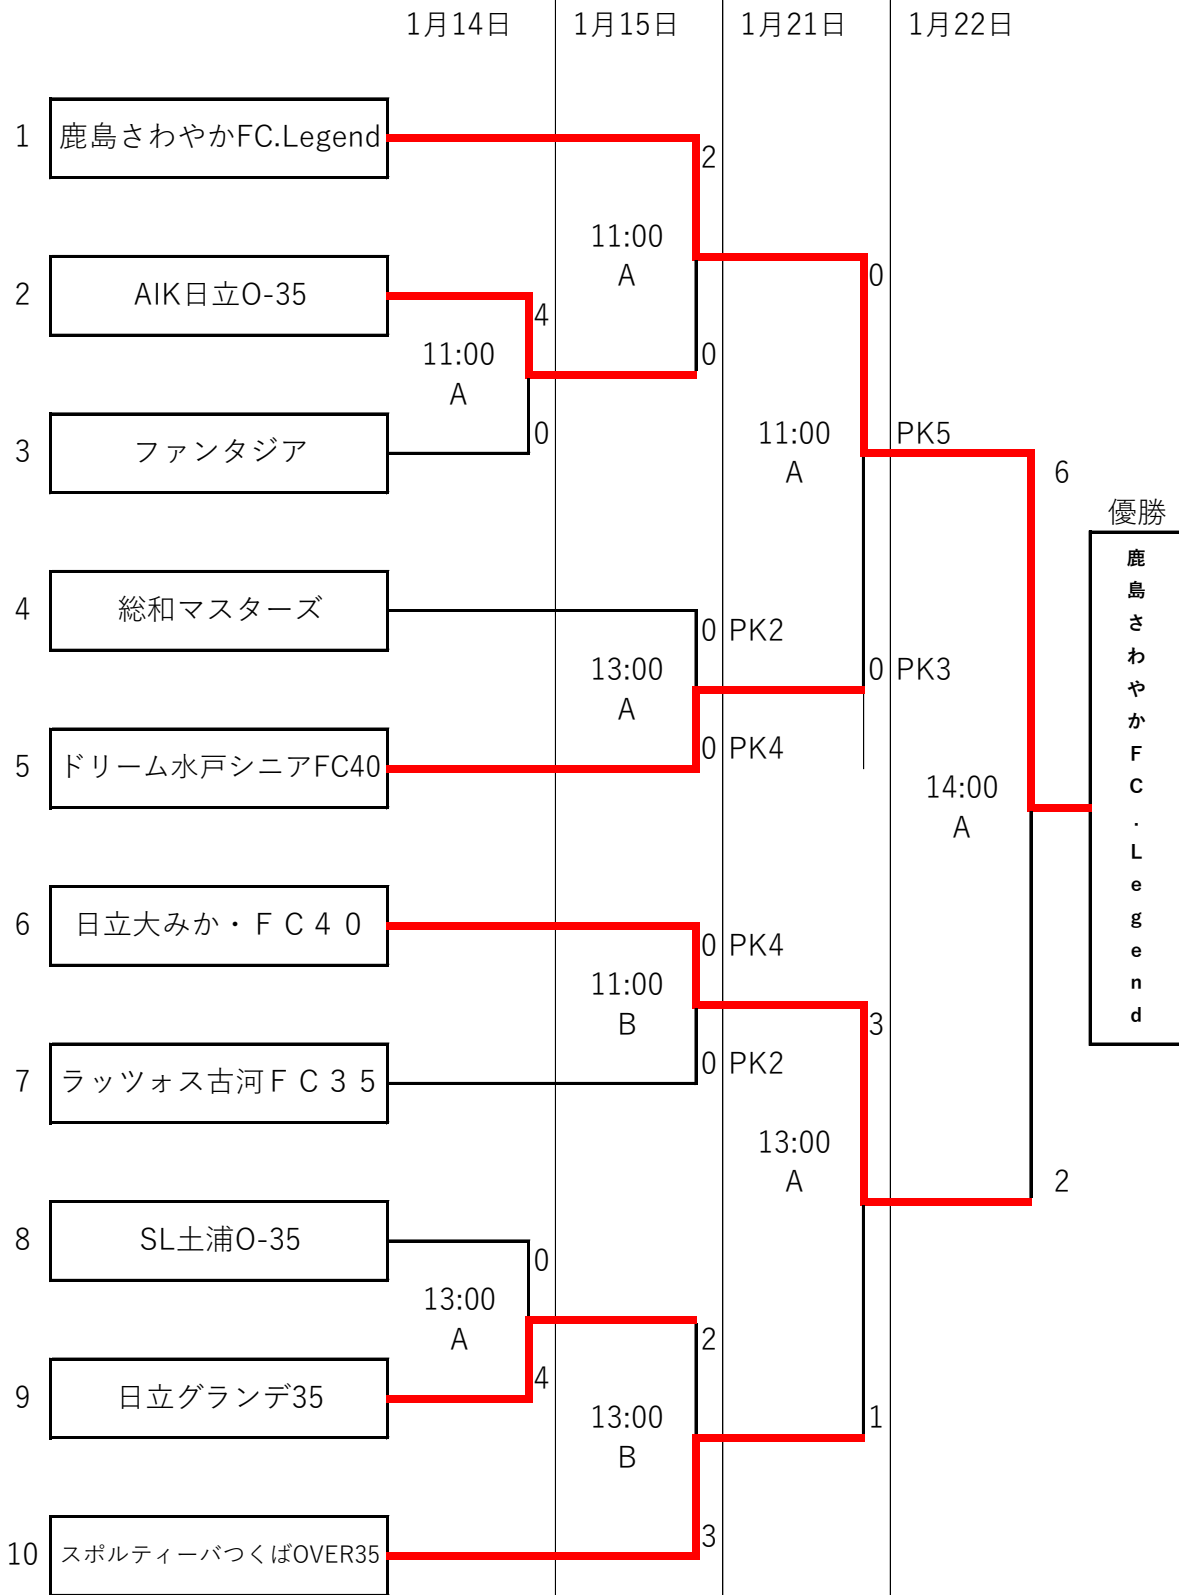 1月14日 1月15日 1月21日 1月22日
1 鹿島さわやかFC.Legend
2
11:00
A
0
2 AIK日立O-35
4
11:00
A
0
11:00
A
PK5
6
0
3 ファンタジア
優勝
鹿島さわやかFC.Legend
4 総和マスターズ
0 PK2
13:00
A
0 PK3
5 ドリーム水戸シニアFC40
0 PK4
14:00
A
6 日立大みか・ＦＣ４０
0 PK4
11:00
B
3
7 ラッツォス古河ＦＣ３５
0 PK2
13:00
A
2
8 SL土浦O-35
0
13:00
A
2
9 日立グランデ35
4
13:00
B
1
10 スポルティーバつくばOVER35
3